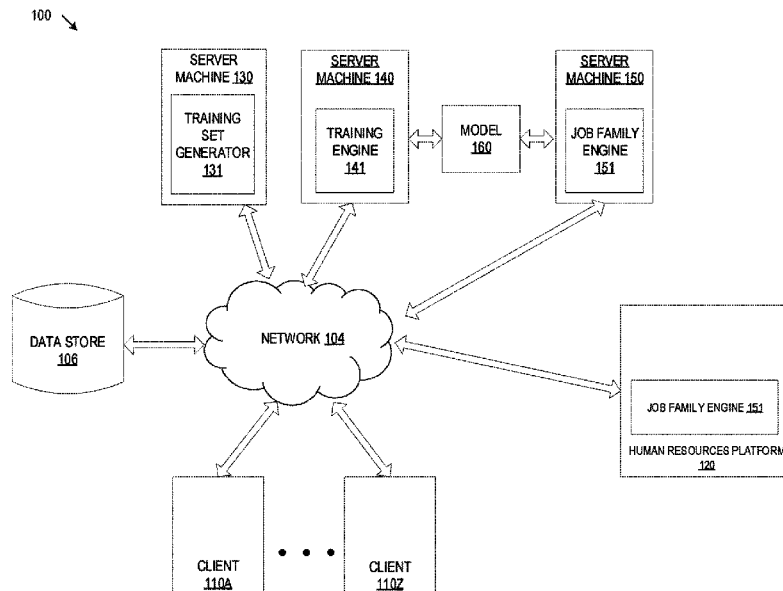 100
SERVER
MACHINE 130
TRAINING
SET
GENERATOR
131
SERVER
MACHINE 140
TRAINING
ENGINE
141
MODEL
160
SERVER
MACHINE 150
JOB FAMILY
ENGINE
151
DATA STORE
106
NETWORK 104
JOB FAMILY ENGINE 151
HUMAN RESOURCES PLATFORM
120
CLIENT
110A
CLIENT
110Z